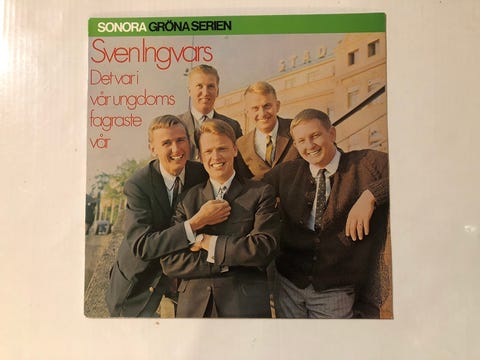 SONORA GRÖNA SERIEN
Sven Ingvars
Det var i
vår ungdoms
fagraste
vår
STAD